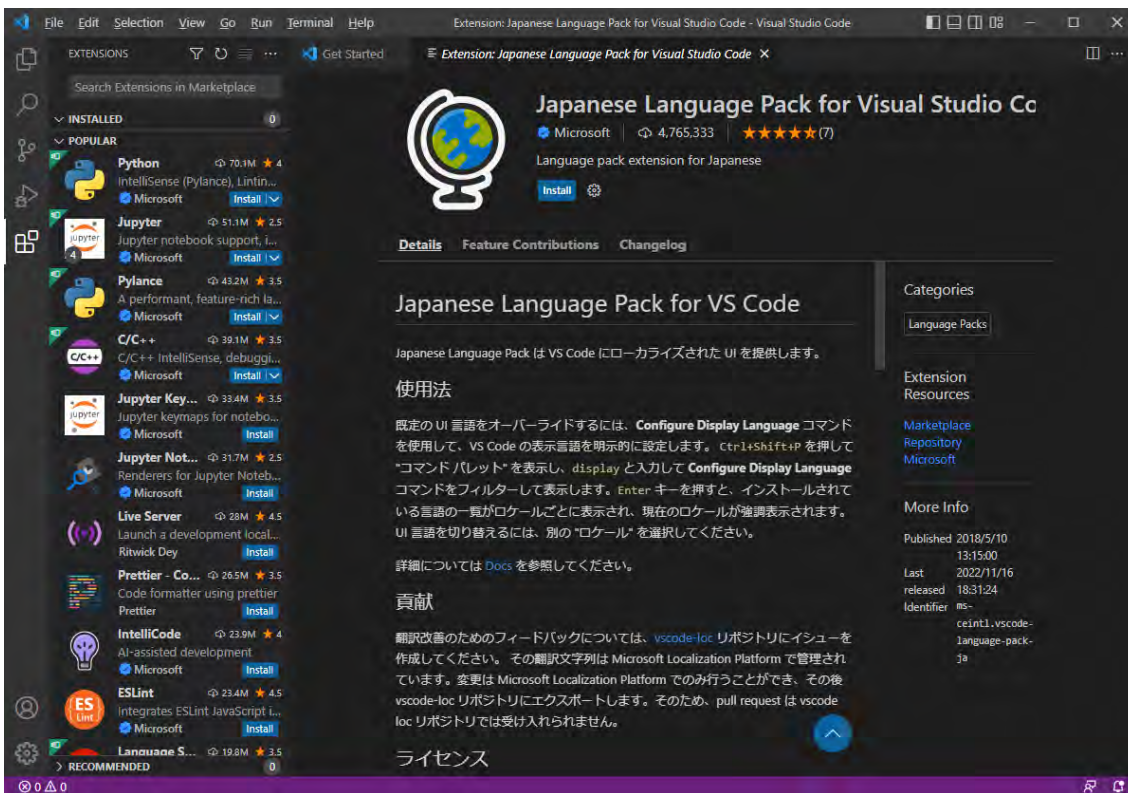 File Edit Selection View Go Run Terminal Help
Extension: Japanese Language Pack for Visual Studio Code - Visual Studio Code
EXTENSIONS
Search Extensions in Marketplace
INSTALLED 0
POPULAR
Python 70.1M 4
IntelliSense (Pylance), Lintin...
Microsoft Install
Jupyter 51.1M 2.5
jupyter
Jupyter notebook support, i...
4
Microsoft Install
Pylance 43.2M 3.5
A performant, feature-rich la...
Microsoft Install
C/C++ 39.1M 3.5
C/C++
C/C++ IntelliSense, debuggi...
Microsoft Install
Jupyter Key... 33.4M 3.5
jupyter
Jupyter keymaps for notebo...
Microsoft Install
Jupyter Not... 31.7M 2.5
Renderers for Jupyter Noteb...
Microsoft Install
Live Server 28M 4.5
Launch a development local...
Ritwick Dey Install
Prettier - Co... 26.5M 3.5
Code formatter using prettier
Prettier Install
IntelliCode 23.9M 4
AI-assisted development
Microsoft Install
ESLint 23.4M 4.5
ES
Lint
Integrates ESLint JavaScript i...
Microsoft Install
Language S... 19.8M 3.5
RECOMMENDED 0
Get Started
Extension: Japanese Language Pack for Visual Studio Code
Japanese Language Pack for Visual Studio Cc
Microsoft 4,765,333 (7)
Language pack extension for Japanese
Install
Details Feature Contributions Changelog
Japanese Language Pack for VS Code
Japanese Language Pack は VS Code にローカライズされた UI を提供します。
使用法
既定の UI 言語をオーバーライドするには、Configure Display Language コマンド
を使用して、VS Code の表示言語を明示的に設定します。 Ctrl+Shift+P を押して
"コマンド パレット" を表示し、display と入力して Configure Display Language
コマンドをフィルターして表示します。Enter キーを押すと、インストールされて
いる言語の一覧がロケールごとに表示され、現在のロケールが強調表示されます。
UI 言語を切り替えるには、別の "ロケール" を選択してください。
詳細については Docs を参照してください。
貢献
翻訳改善のためのフィードバックについては、vscode-loc リポジトリにイシューを
作成してください。 その翻訳文字列は Microsoft Localization Platform で管理され
ています。変更は Microsoft Localization Platform でのみ行うことができ、その後
vscode-loc リポジトリにエクスポートします。そのため、pull request は vscode
loc リポジトリでは受け入れられません。
ライセンス
Categories
Language Packs
Extension
Resources
Marketplace
Repository
Microsoft
More Info
Published 2018/5/10
13:15:00
Last 2022/11/16
released 18:31:24
Identifier ms-
ceintl.vscode-
language-pack-
ja
0 0